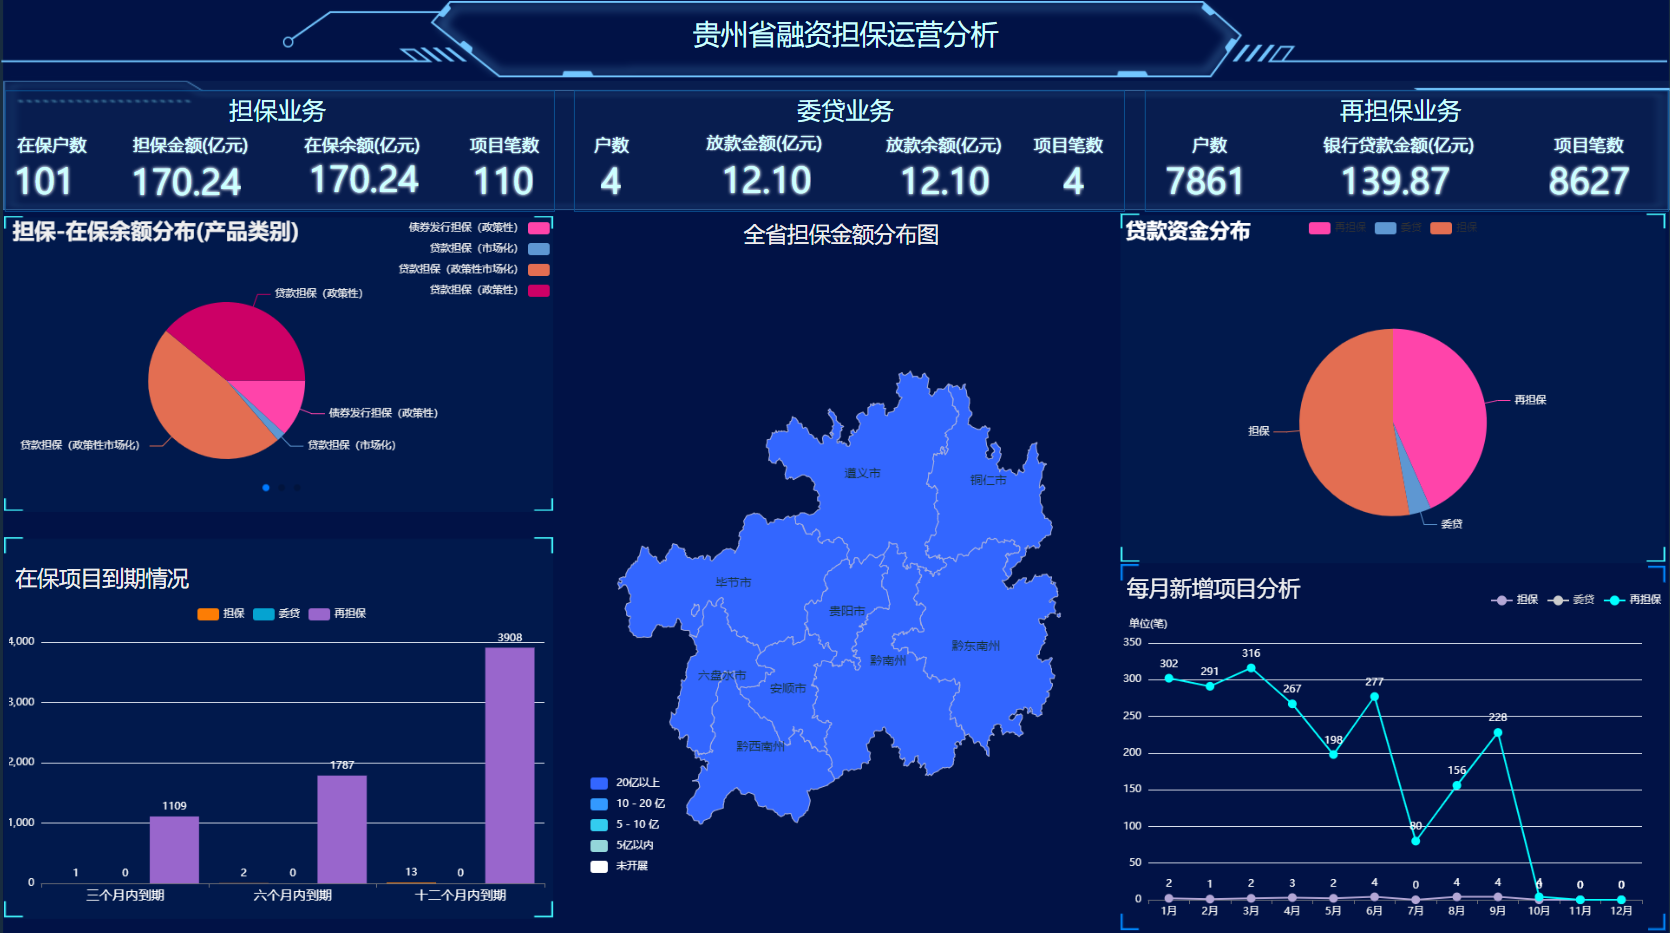 贵州省融资担保运营分析
担保业务
在保户数 担保金额(亿元) 在保余额(亿元) 项目笔数
101 170.24 170.24 110
委贷业务
户数 放款金额(亿元) 放款余额(亿元) 项目笔数
4 12.10 12.10 4
再担保业务
户数 银行贷款金额(亿元) 项目笔数
7861 139.87 8627
担保-在保余额分布(产品类别)
债券发行担保（政策性）
贷款担保（市场化）
贷款担保（政策性市场化）
贷款担保（政策性）
贷款担保（政策性）
债券发行担保（政策性）
贷款担保（政策性市场化）
贷款担保（市场化）
在保项目到期情况
担保 委贷 再担保
4,000
3,000
2,000
1,000
0
1 0 1109
2 0 1787
13 0 3908
三个月内到期 六个月内到期 十二个月内到期
全省担保金额分布图
遵义市
铜仁市
毕节市
贵阳市
黔东南州
黔南州
六盘水市
安顺市
黔西南州
20亿以上
10 - 20 亿
5 - 10 亿
5亿以内
未开展
贷款资金分布
再担保 委贷 担保
再担保
担保
委贷
每月新增项目分析
担保 委贷 再担保
单位(笔)
350
300
250
200
150
100
50
0
302 291 316 267 198 277 80 156 228
2 1 2 3 2 4 0 4 4 0 0
1月 2月 3月 4月 5月 6月 7月 8月 9月 10月 11月 12月